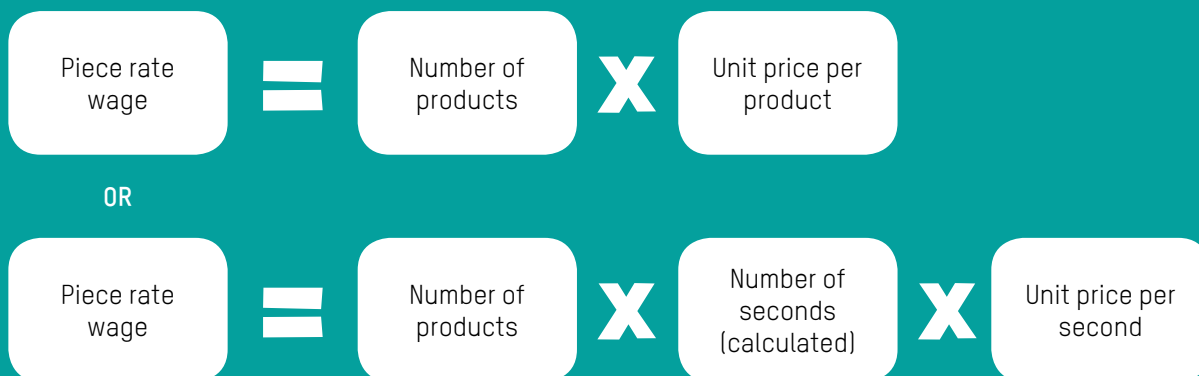 Piece rate
wage
=
Number of
products
X
Unit price per
product
OR
Piece rate
wage
=
Number of
products
X
Number of
seconds
(calculated)
X
Unit price per
second